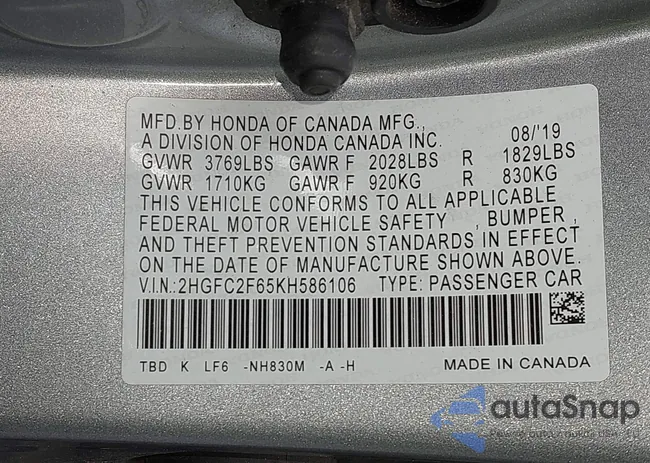 MFD.BY HONDA OF CANADA MFG.,
A DIVISION OF HONDA CANADA INC. 08/'19
GVWR 3769LBS GAWR F 2028LBS R 1829LBS
GVWR 1710KG GAWR F 920KG R 830KG
THIS VEHICLE CONFORMS TO ALL APPLICABLE
FEDERAL MOTOR VEHICLE SAFETY , BUMPER ,
AND THEFT PREVENTION STANDARDS IN EFFECT
ON THE DATE OF MANUFACTURE SHOWN ABOVE.
V.I.N.:2HGFC2F65KH586106 TYPE: PASSENGER CAR
TBD K LF6 -NH830M -A -H MADE IN CANADA
autoSnap